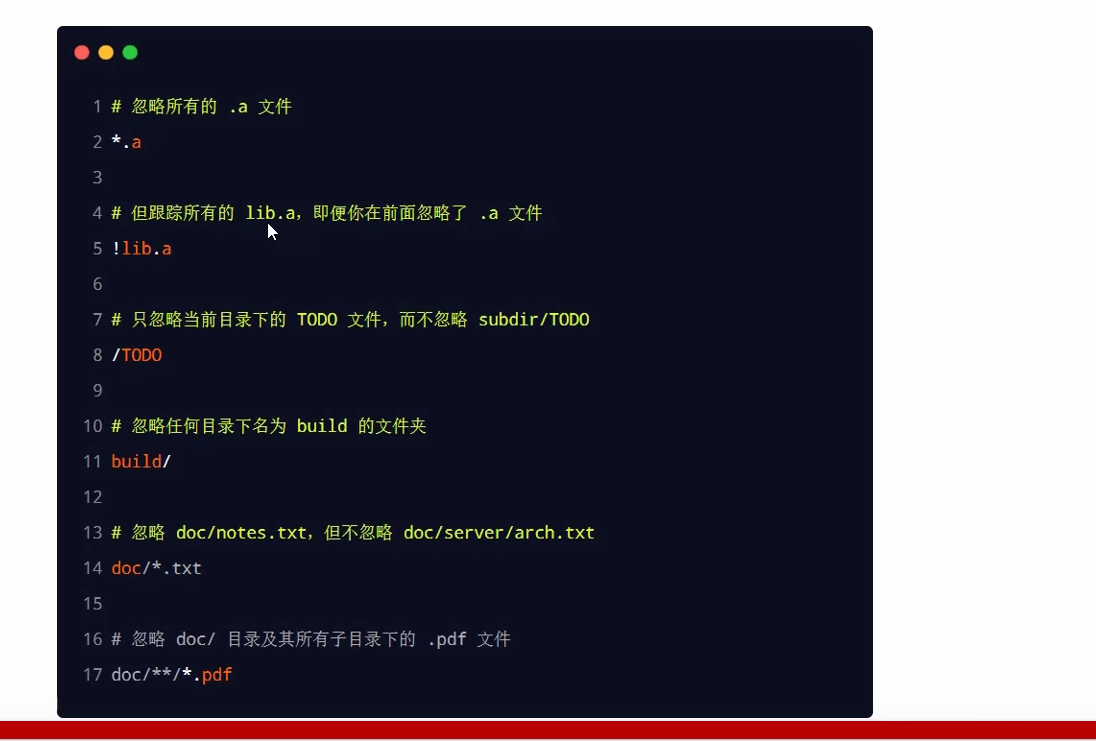 1 # 忽略所有的 .a 文件
2 *.a
3
4 # 但跟踪所有的 lib.a，即便你在前面忽略了 .a 文件
5 !lib.a
6
7 # 只忽略当前目录下的 TODO 文件，而不忽略 subdir/TODO
8 /TODO
9
10 # 忽略任何目录下名为 build 的文件夹
11 build/
12
13 # 忽略 doc/notes.txt，但不忽略 doc/server/arch.txt
14 doc/*.txt
15
16 # 忽略 doc/ 目录及其所有子目录下的 .pdf 文件
17 doc/**/*.pdf